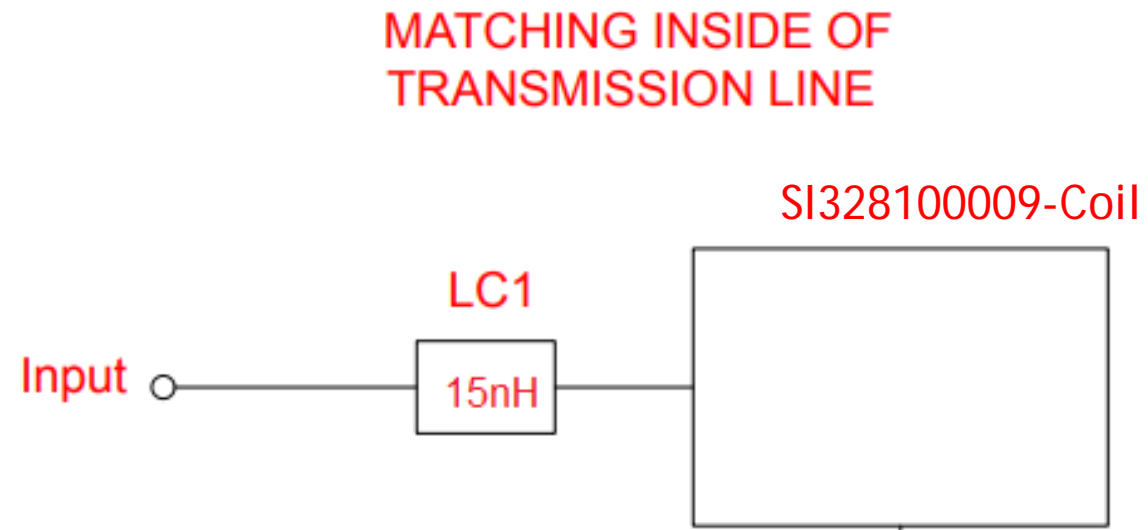 MATCHING INSIDE OF
TRANSMISSION LINE
SI328100009-Coil
LC1
Input
15nH